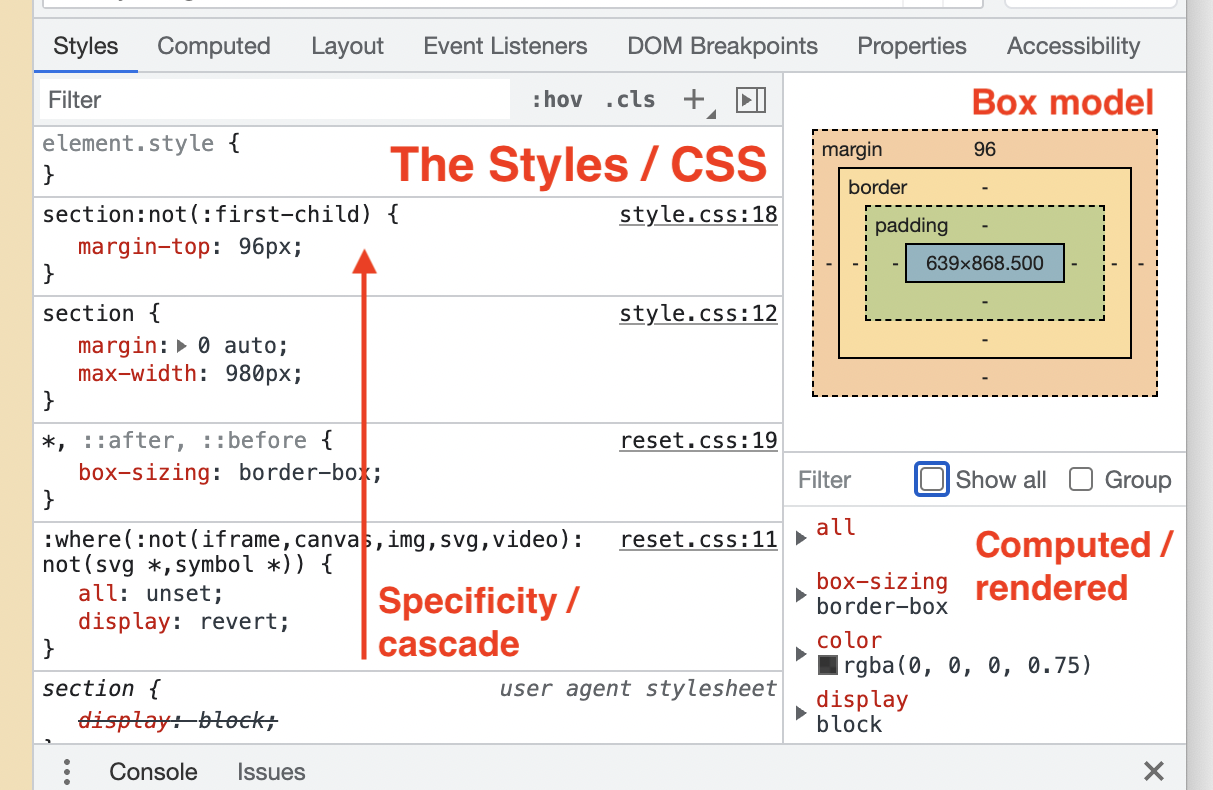 Styles Computed Layout Event Listeners DOM Breakpoints Properties Accessibility
Filter :hov .cls
element.style {
}
The Styles / CSS
section:not(:first-child) { style.css:18
margin-top: 96px;
}
section { style.css:12
margin: 0 auto;
max-width: 980px;
}
*, ::after, ::before { reset.css:19
box-sizing: border-box;
}
:where(:not(iframe,canvas,img,svg,video): reset.css:11
not(svg *,symbol *)) {
all: unset;
display: revert;
}
Specificity /
cascade
section { user agent stylesheet
display: block;
Box model
margin 96
border -
padding -
- - - 639×868.500 - - -
-
-
-
Filter Show all Group
all
box-sizing
border-box
color
rgba(0, 0, 0, 0.75)
display
block
Computed /
rendered
Console Issues